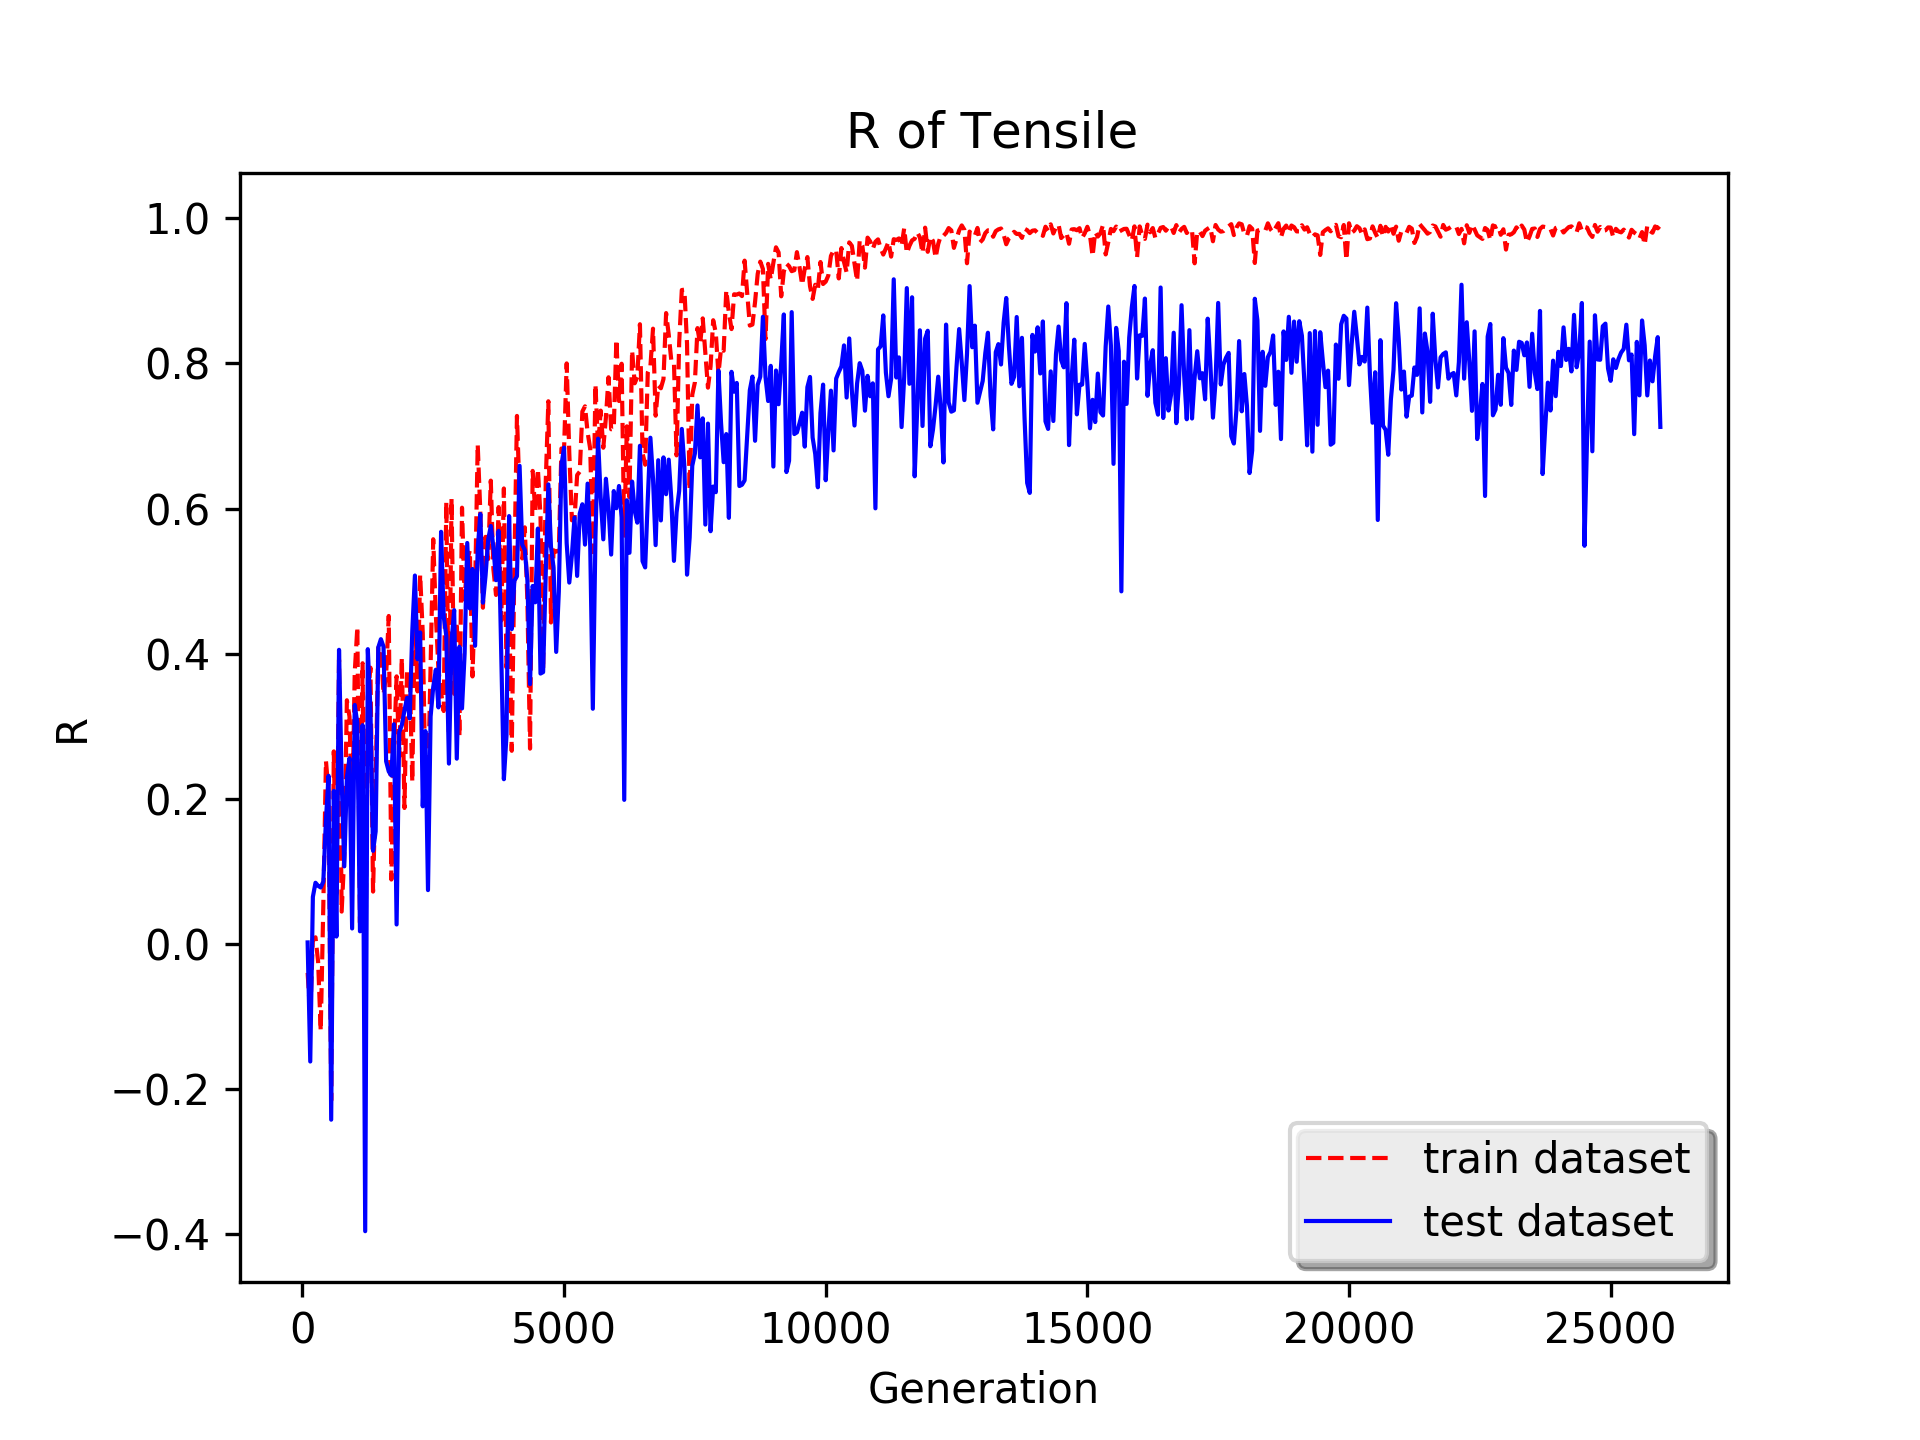 R of Tensile
R
1.0
0.8
0.6
0.4
0.2
0.0
−0.2
−0.4
train dataset
test dataset
0 5000 10000 15000 20000 25000
Generation